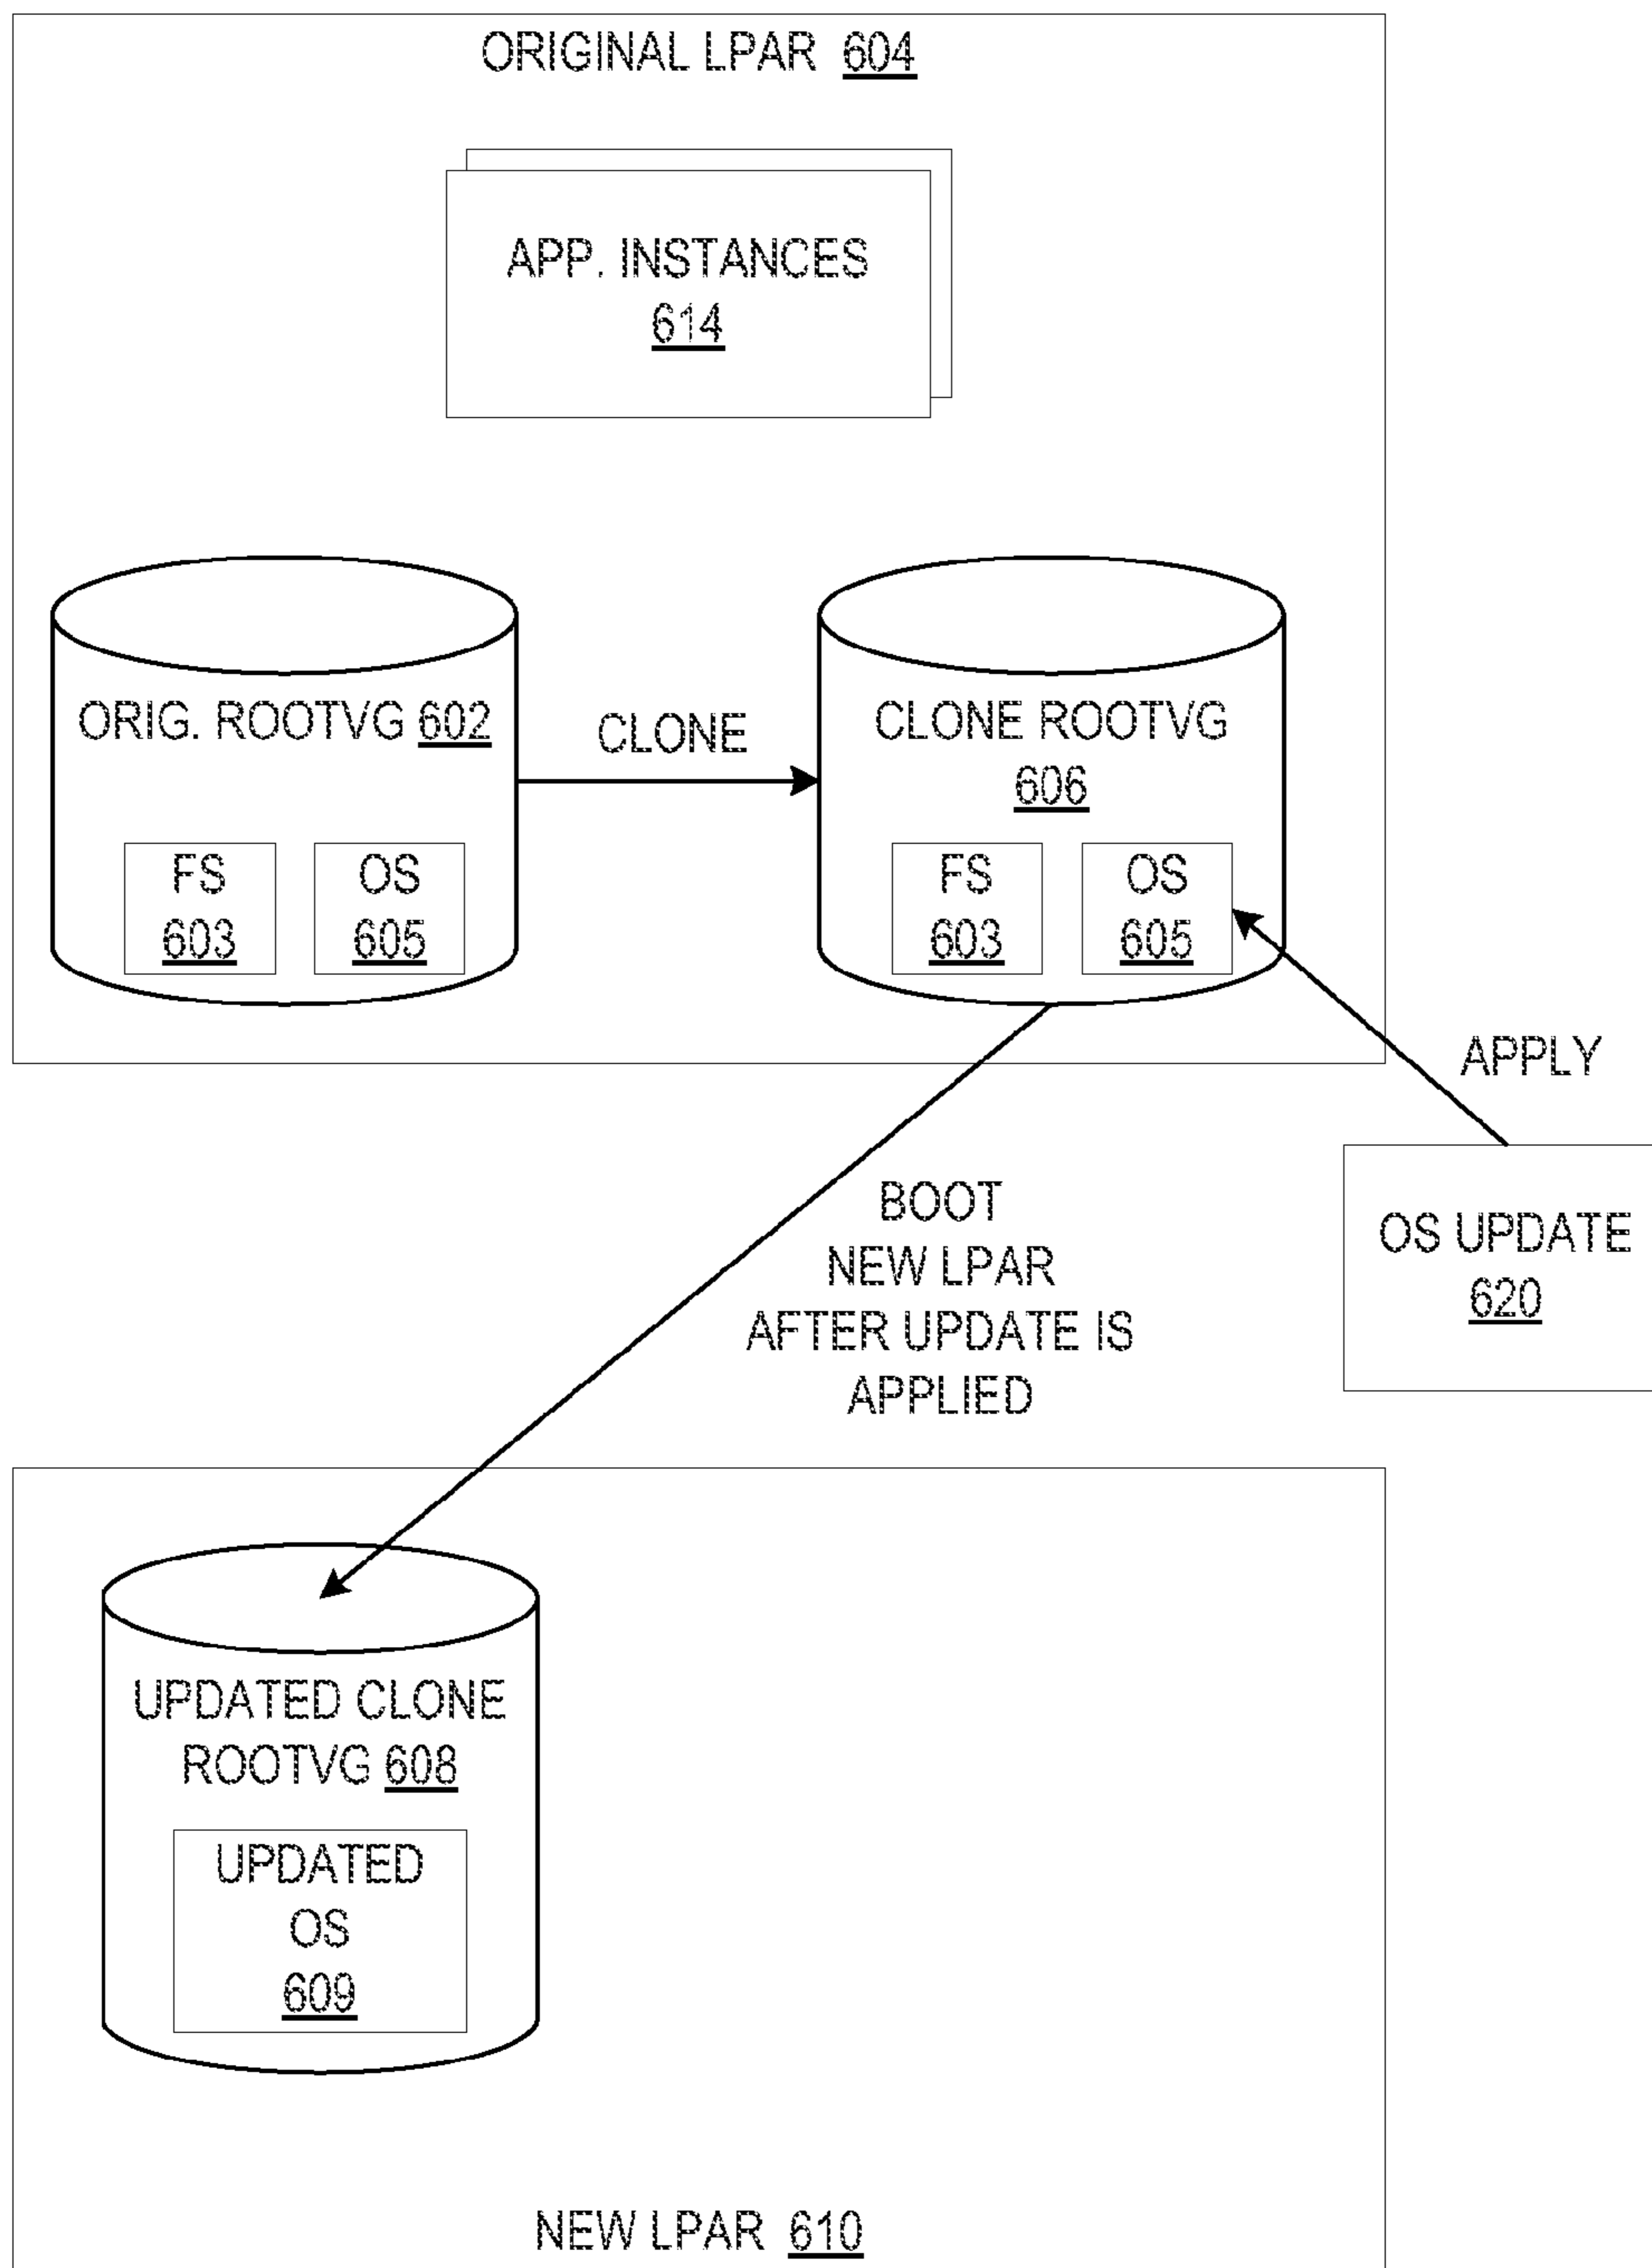 ORIGINAL LPAR 604
APP. INSTANCES
614
ORIG. ROOTVG 602
CLONE
CLONE ROOTVG
606
FS
603
OS
605
FS
603
OS
605
APPLY
OS UPDATE
620
BOOT
NEW LPAR
AFTER UPDATE IS
APPLIED
UPDATED CLONE
ROOTVG 608
UPDATED
OS
609
NEW LPAR 610